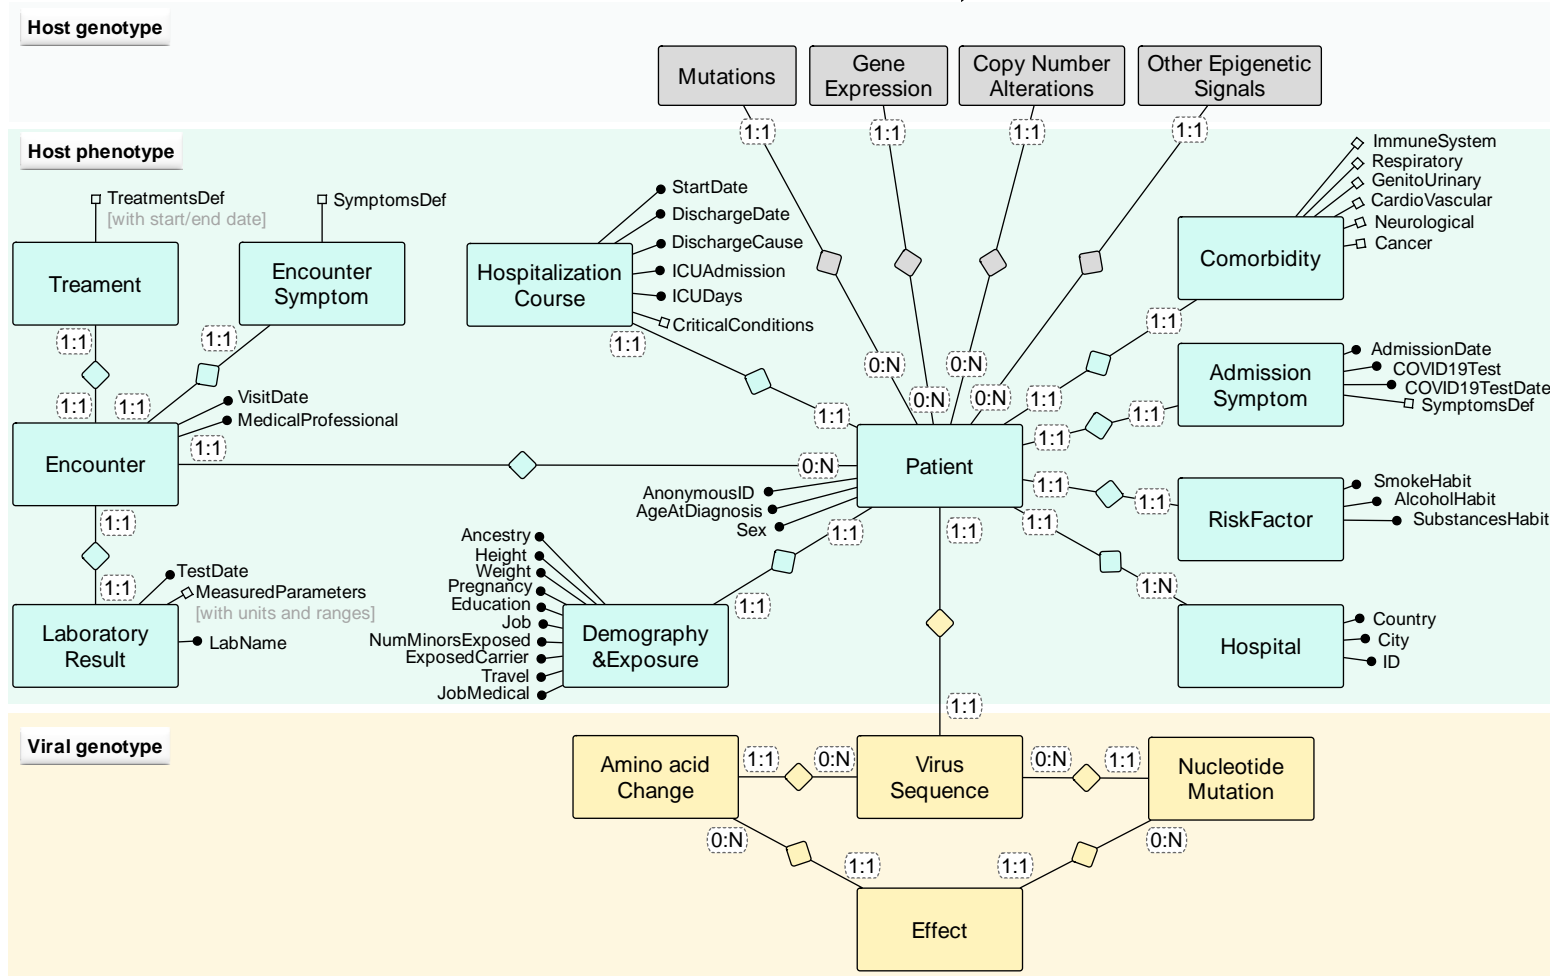 Host genotype
Mutations
Gene
Expression
Copy Number
Alterations
Other Epigenetic
Signals
1:1
1:1
1:1
1:1
Host phenotype
TreatmentsDef
[with start/end date]
SymptomsDef
StartDate
DischargeDate
DischargeCause
ICUAdmission
ICUDays
CriticalConditions
ImmuneSystem
Respiratory
GenitoUrinary
CardioVascular
Neurological
Cancer
Treament
Encounter
Symptom
Hospitalization
Course
Comorbidity
1:1
1:1
1:1
1:1
0:N
0:N
0:N
0:N
1:1
1:1
1:1
1:1
1:1
1:1
1:1
Admission
Symptom
AdmissionDate
COVID19Test
COVID19TestDate
SymptomsDef
VisitDate
MedicalProfessional
Encounter
1:1
0:N
Patient
AnonymousID
AgeAtDiagnosis
Sex
1:1
1:1
RiskFactor
SmokeHabit
AlcoholHabit
SubstancesHabit
1:1
1:1
1:1
1:1
Ancestry
Height
Weight
Pregnancy
Education
Job
NumMinorsExposed
ExposedCarrier
Travel
JobMedical
TestDate
MeasuredParameters
[with units and ranges]
LabName
1:1
1:1
1:N
Laboratory
Result
Demography
&Exposure
Hospital
Country
City
ID
1:1
Viral genotype
Amino acid
Change
1:1
0:N
Virus
Sequence
0:N
1:1
Nucleotide
Mutation
0:N
1:1
1:1
0:N
Effect